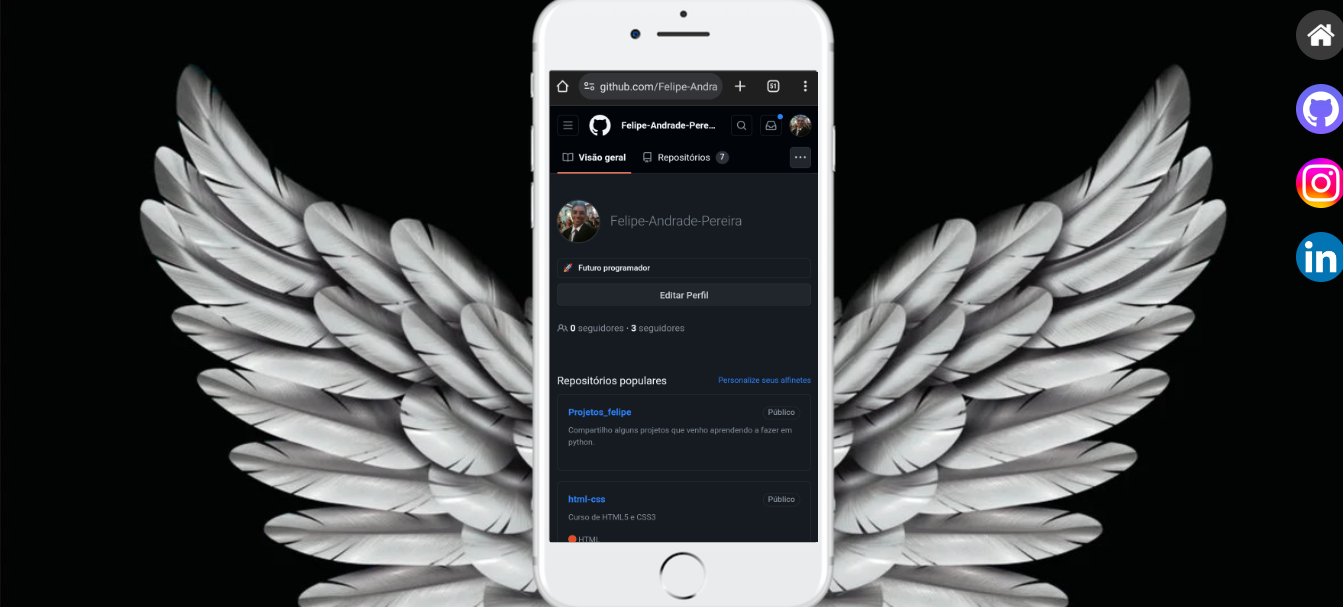 github.com/Felipe-Andra
51
Felipe-Andrade-Pere...
Visão geral
Repositórios 7
Felipe-Andrade-Pereira
Futuro programador
Editar Perfil
0 seguidores · 3 seguidores
Repositórios populares
Personalize seus alfinetes
Projetos_felipe
Público
Compartilho alguns projetos que venho aprendendo a fazer em
python.
html-css
Público
Curso de HTML5 e CSS3
HTML
in